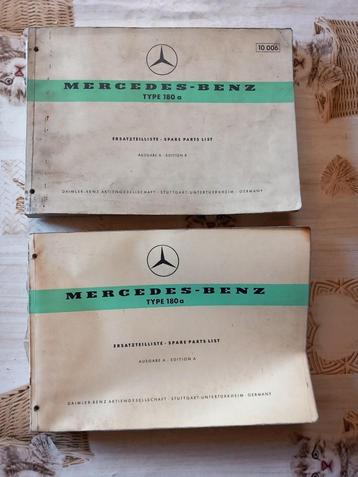 10 006
MERCEDES-BENZ
TYPE 180 a
ERSATZTEILLISTE · SPARE PARTS LIST
AUSGABE A · EDITION A
DAIMLER-BENZ AKTIENGESELLSCHAFT · STUTTGART-UNTERTÜRKHEIM · GERMANY
MERCEDES-BENZ
TYPE 180 a
ERSATZTEILLISTE · SPARE PARTS LIST
AUSGABE A · EDITION A
DAIMLER-BENZ AKTIENGESELLSCHAFT · STUTTGART-UNTERTÜRKHEIM · GERMANY